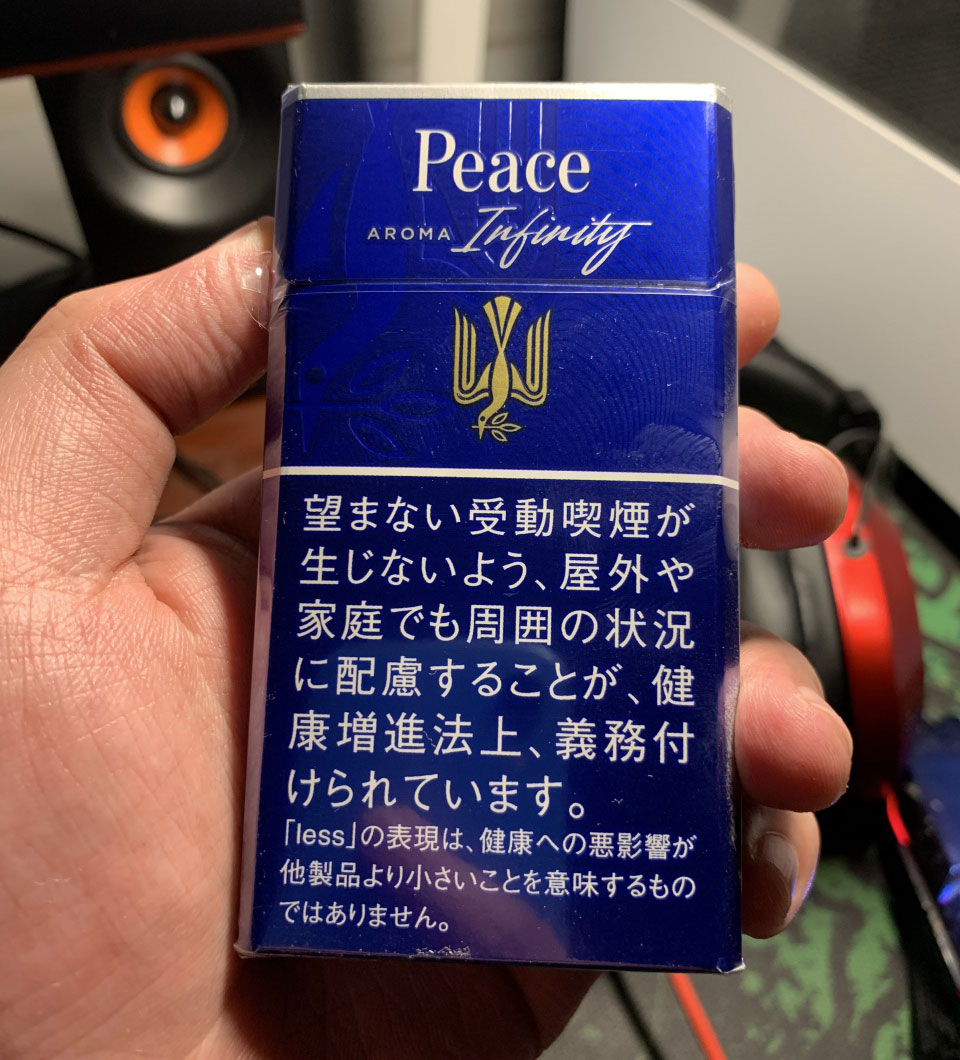 Peace
AROMA Infinity
望まない受動喫煙が
生じないよう、屋外や
家庭でも周囲の状況
に配慮することが、健
康増進法上、義務付
けられています。
「less」の表現は、健康への悪影響が
他製品より小さいことを意味するもの
ではありません。